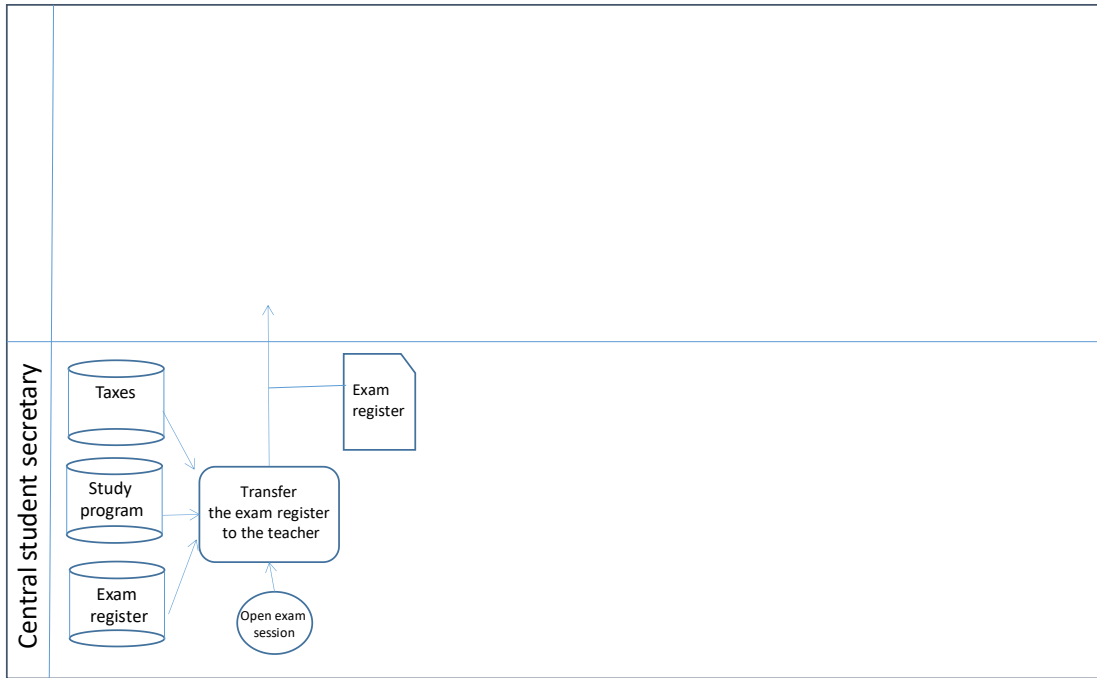 Central student secretary
Taxes
Study
program
Exam
register
Transfer
the exam register
to the teacher
Open exam
session
Exam
register